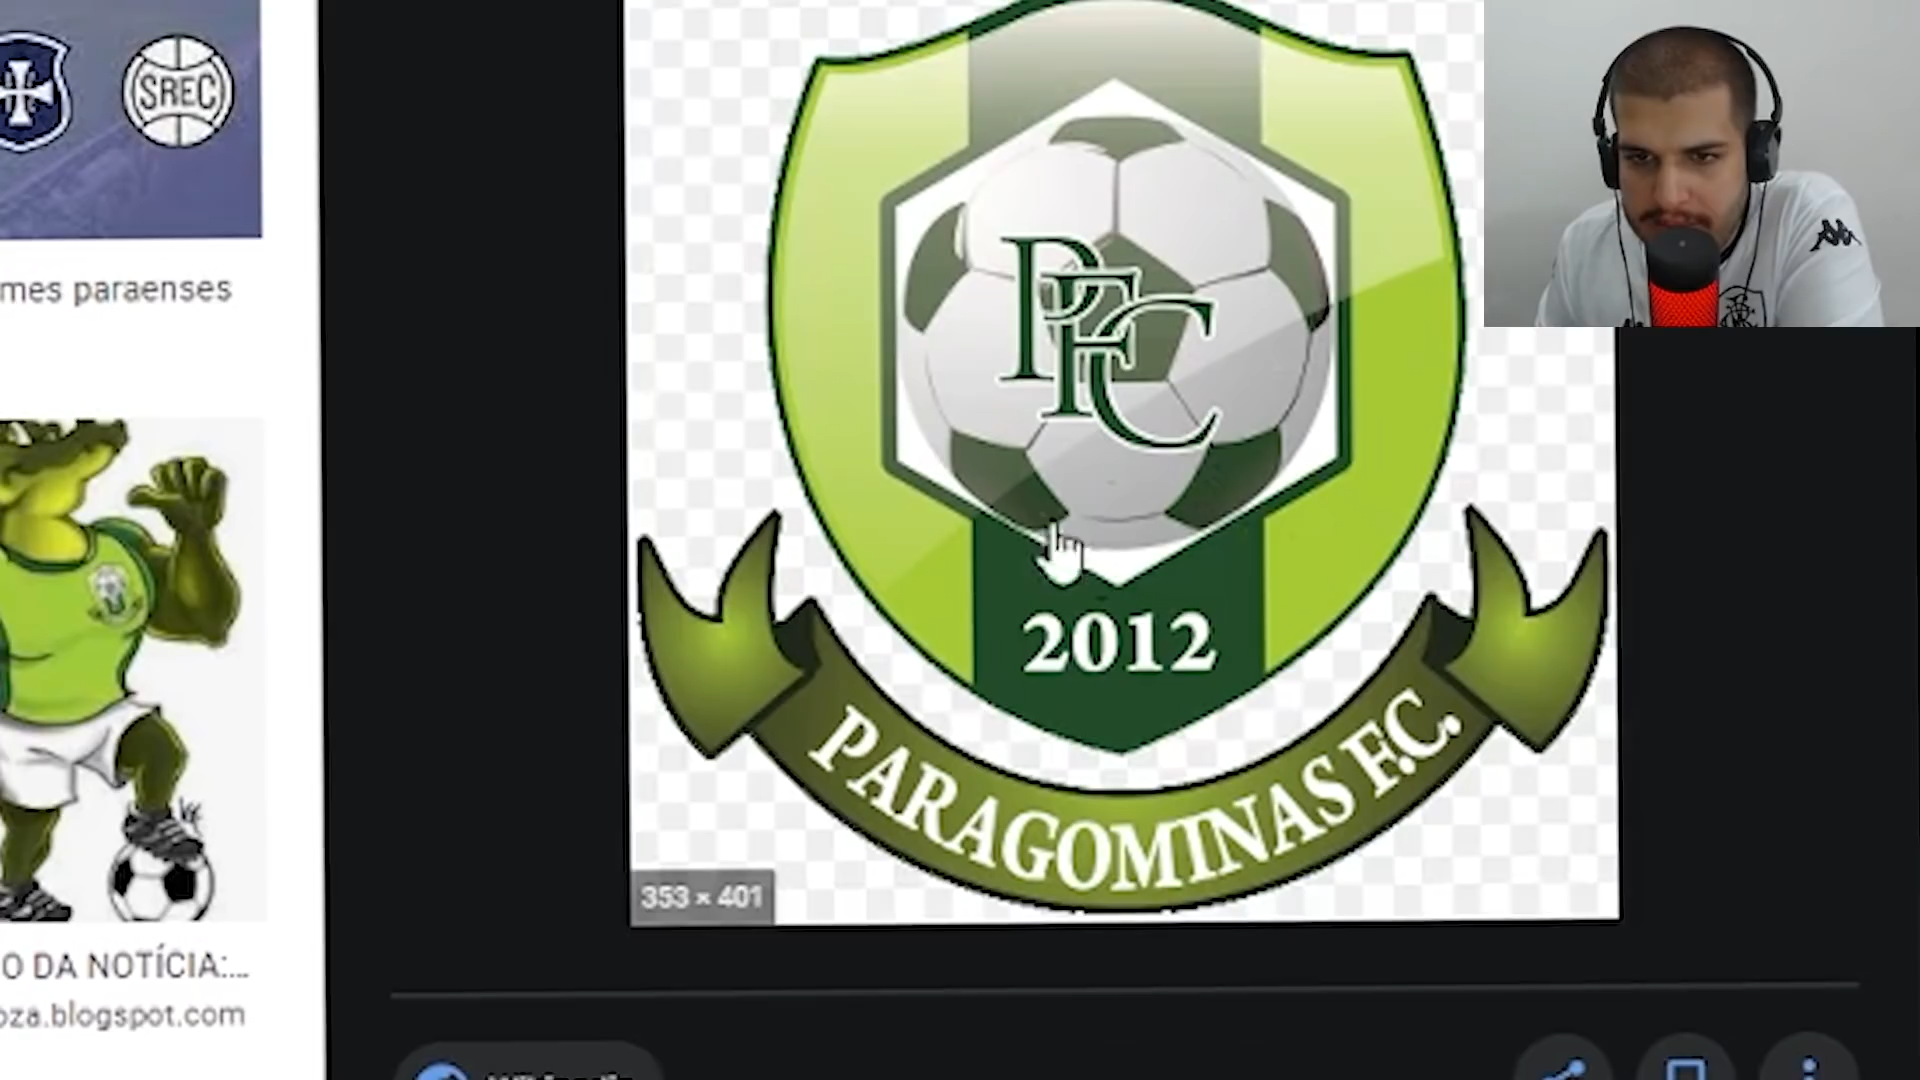 SREC
mes paraenses
PFC
2012
PARAGOMINAS F.C.
353 × 401
O DA NOTÍCIA:...
oza.blogspot.com